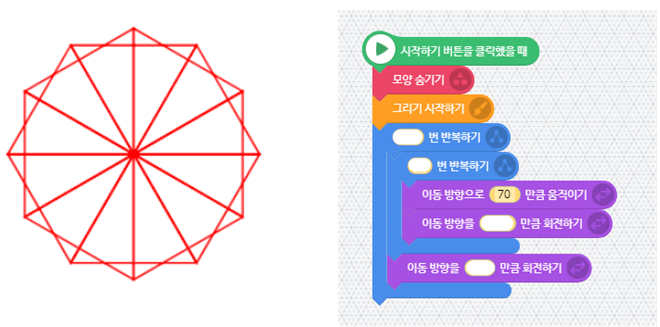 시작하기 버튼을 클릭했을 때
모양 숨기기
그리기 시작하기
번 반복하기
번 반복하기
이동 방향으로 70 만큼 움직이기
이동 방향을 만큼 회전하기
이동 방향을 만큼 회전하기